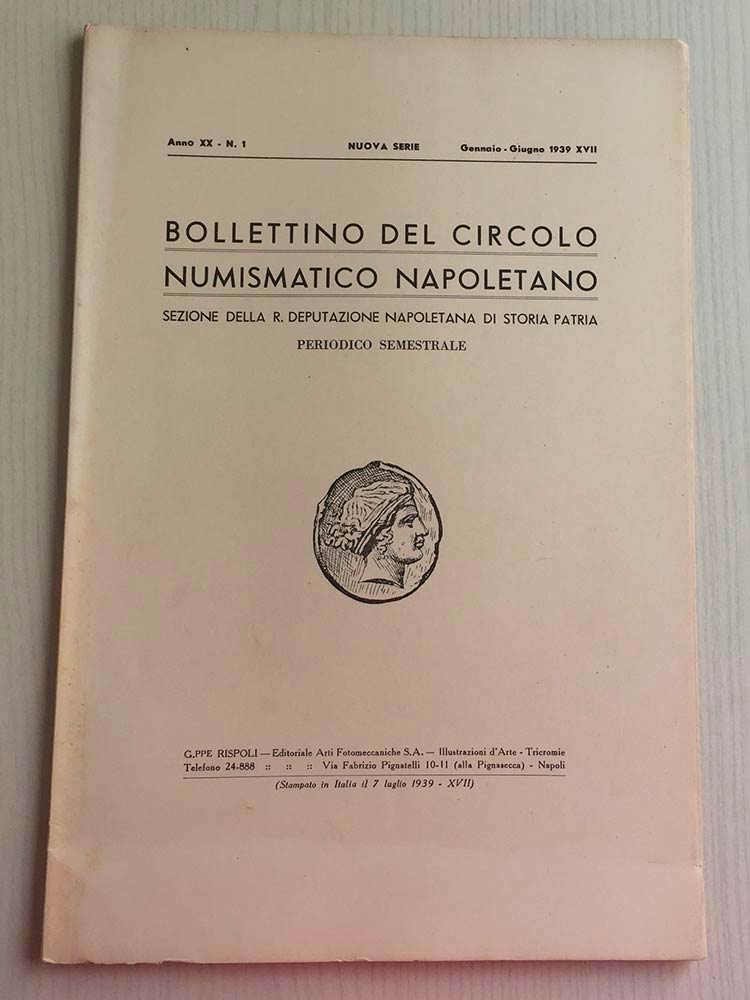 Anno XX - N. 1 NUOVA SERIE Gennaio - Giugno 1939 XVII
BOLLETTINO DEL CIRCOLO
NUMISMATICO NAPOLETANO
SEZIONE DELLA R. DEPUTAZIONE NAPOLETANA DI STORIA PATRIA
PERIODICO SEMESTRALE
G.PPE RISPOLI — Editoriale Arti Fotomeccaniche S.A. — Illustrazioni d'Arte - Tricromie
Telefono 24-888 :: :: :: Via Fabrizio Pignatelli 10-11 (alla Pignasecca) - Napoli
(Stampato in Italia il 7 luglio 1939 - XVII)